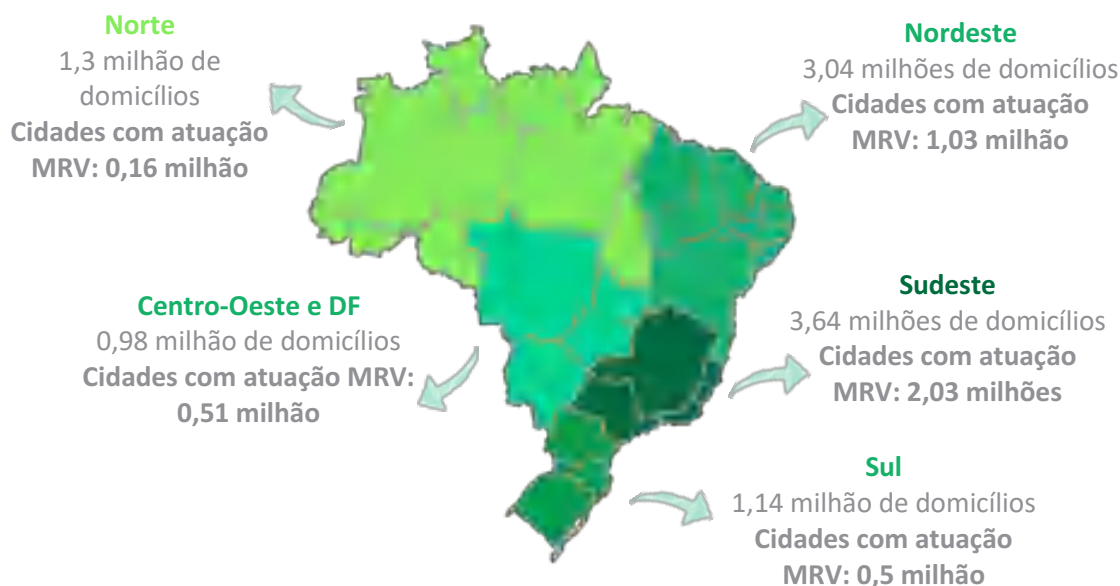 Norte
1,3 milhão de
domicílios
Cidades com atuação
MRV: 0,16 milhão
Nordeste
3,04 milhões de domicílios
Cidades com atuação
MRV: 1,03 milhão
Centro-Oeste e DF
0,98 milhão de domicílios
Cidades com atuação MRV:
0,51 milhão
Sudeste
3,64 milhões de domicílios
Cidades com atuação
MRV: 2,03 milhões
Sul
1,14 milhão de domicílios
Cidades com atuação
MRV: 0,5 milhão